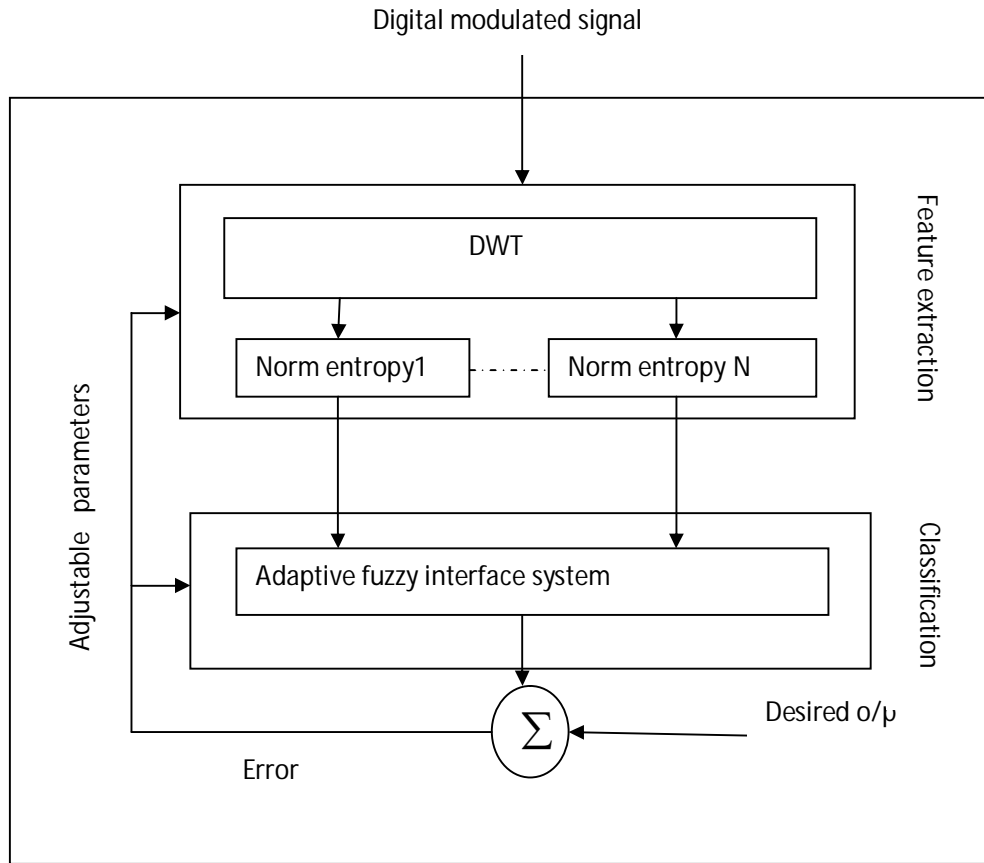 Digital modulated signal
Feature extraction
DWT
Norm entropy1
Norm entropy N
Adjustable parameters
Classification
Adaptive fuzzy interface system
Σ
Desired o/μ
Error